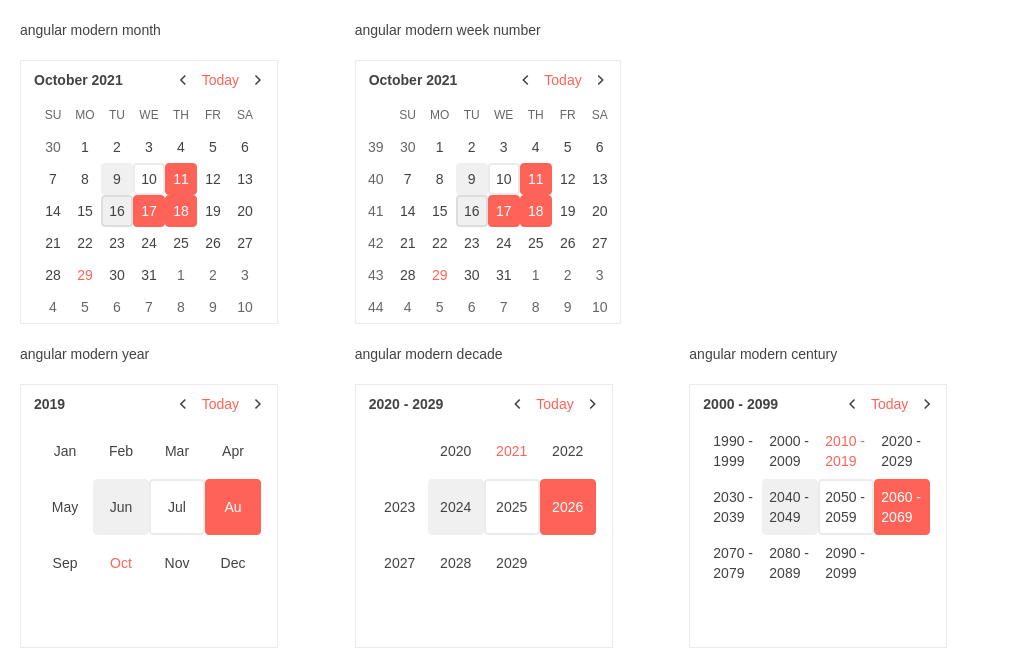 angular modern month
October 2021 Today
SU MO TU WE TH FR SA
30 1 2 3 4 5 6
7 8 9 10 11 12 13
14 15 16 17 18 19 20
21 22 23 24 25 26 27
28 29 30 31 1 2 3
4 5 6 7 8 9 10
angular modern week number
October 2021 Today
SU MO TU WE TH FR SA
39 30 1 2 3 4 5 6
40 7 8 9 10 11 12 13
41 14 15 16 17 18 19 20
42 21 22 23 24 25 26 27
43 28 29 30 31 1 2 3
44 4 5 6 7 8 9 10
angular modern year
2019 Today
Jan Feb Mar Apr
May Jun Jul Au
Sep Oct Nov Dec
angular modern decade
2020 - 2029 Today
2020 2021 2022
2023 2024 2025 2026
2027 2028 2029
angular modern century
2000 - 2099 Today
1990 - 2000 - 2010 - 2020 -
1999 2009 2019 2029
2030 - 2040 - 2050 - 2060 -
2039 2049 2059 2069
2070 - 2080 - 2090 -
2079 2089 2099